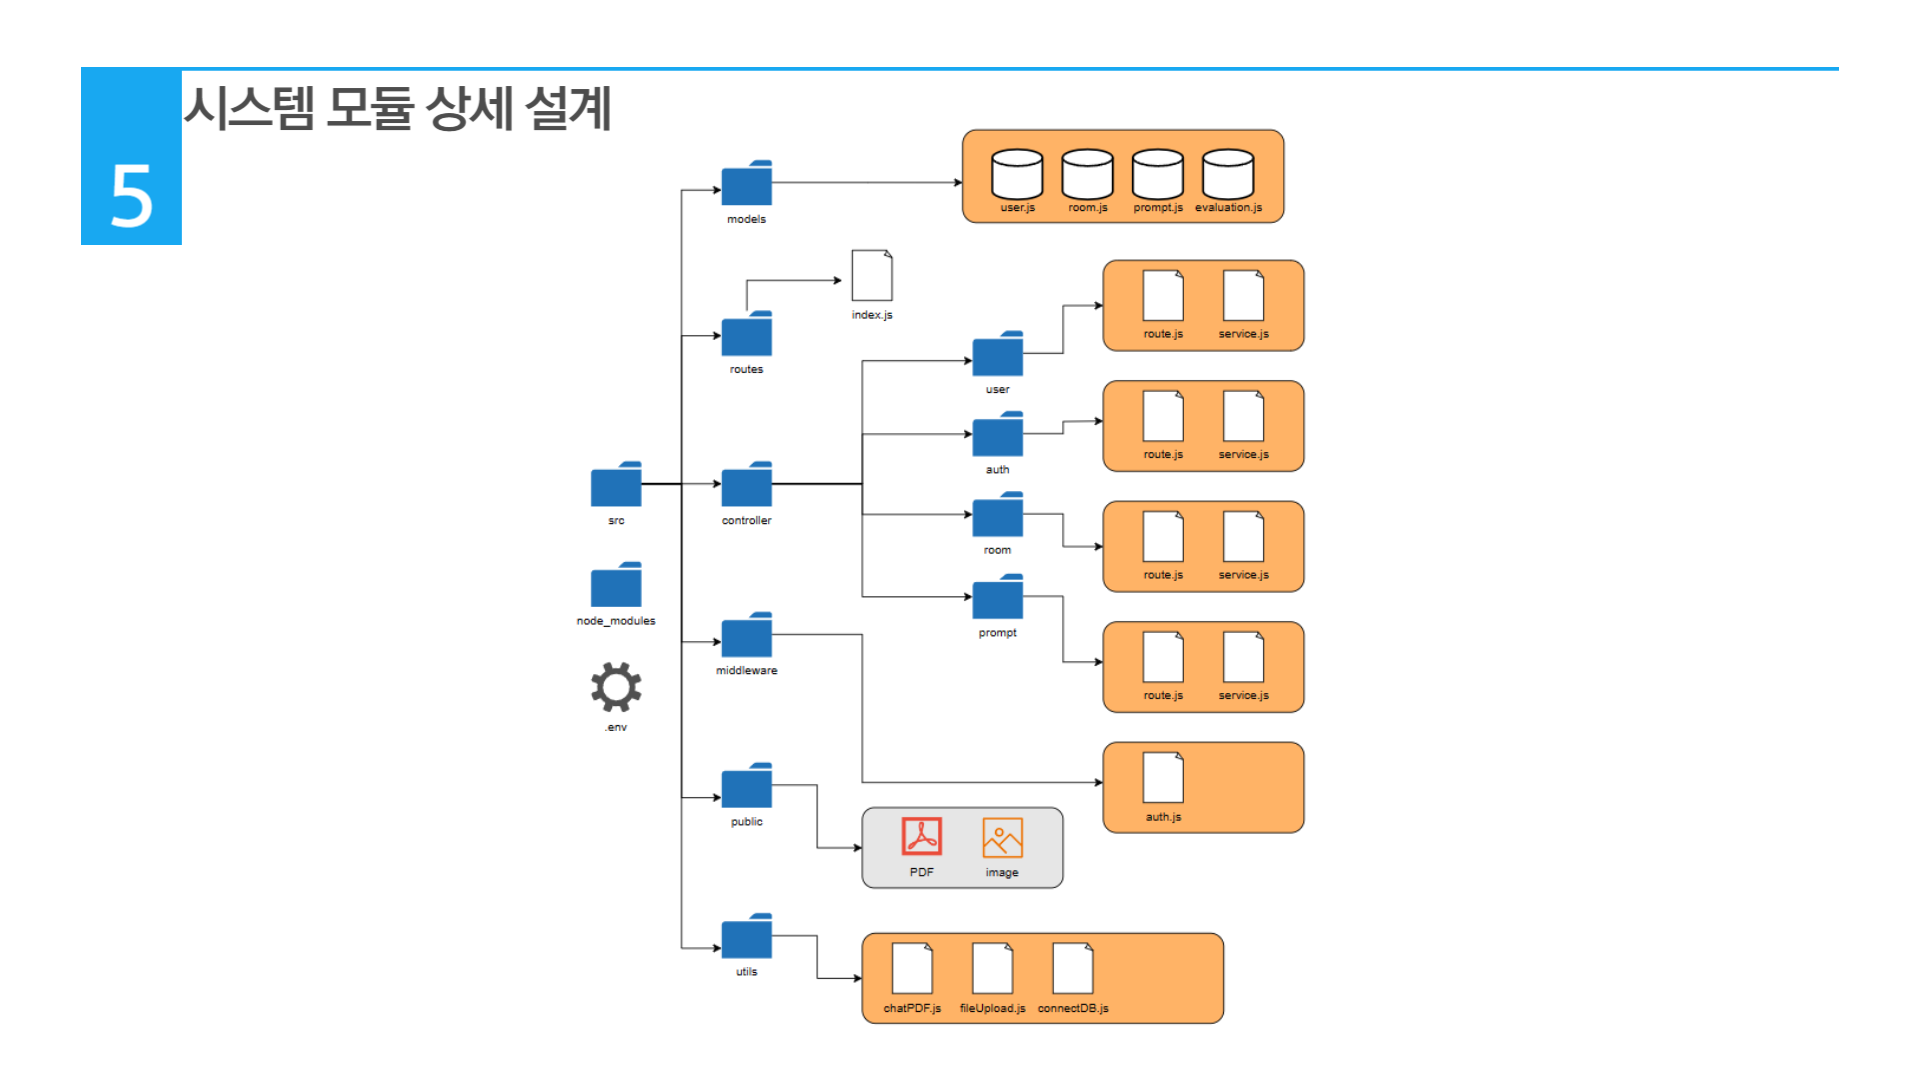 시스템 모듈 상세 설계
5
models
user.js room.js prompt.js evaluation.js
index.js
routes
user
route.js service.js
auth
route.js service.js
src
controller
room
route.js service.js
node_modules
prompt
middleware
route.js service.js
.env
public
auth.js
PDF image
utils
chatPDF.js fileUpload.js connectDB.js